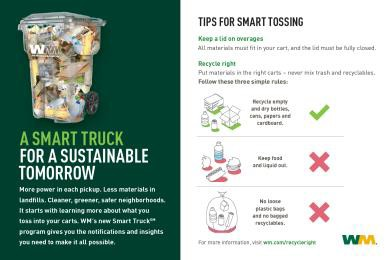 WM
A SMART TRUCK
FOR A SUSTAINABLE
TOMORROW
More power in each pickup. Less materials in
landfills. Cleaner, greener, safer neighborhoods.
It starts with learning more about what you
toss into your carts. WM's new Smart Truck℠
program gives you the notifications and insights
you need to make it all possible.
TIPS FOR SMART TOSSING
Keep a lid on overages
All materials must fit in your cart, and the lid must be fully closed.
Recycle right
Put materials in the right carts – never mix trash and recyclables.
Follow these three simple rules:
Recycle empty
and dry bottles,
cans, papers and
cardboard.
Keep food
and liquid out.
No loose
plastic bags
and no bagged
recyclables.
For more information, visit wm.com/recycleright
WM.